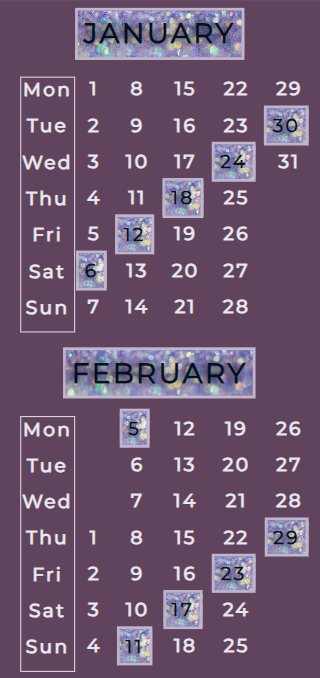 JANUARY
Mon 1 8 15 22 29
Tue 2 9 16 23 30
Wed 3 10 17 24 31
Thu 4 11 18 25
Fri 5 12 19 26
Sat 6 13 20 27
Sun 7 14 21 28
FEBRUARY
Mon 5 12 19 26
Tue 6 13 20 27
Wed 7 14 21 28
Thu 1 8 15 22 29
Fri 2 9 16 23
Sat 3 10 17 24
Sun 4 11 18 25